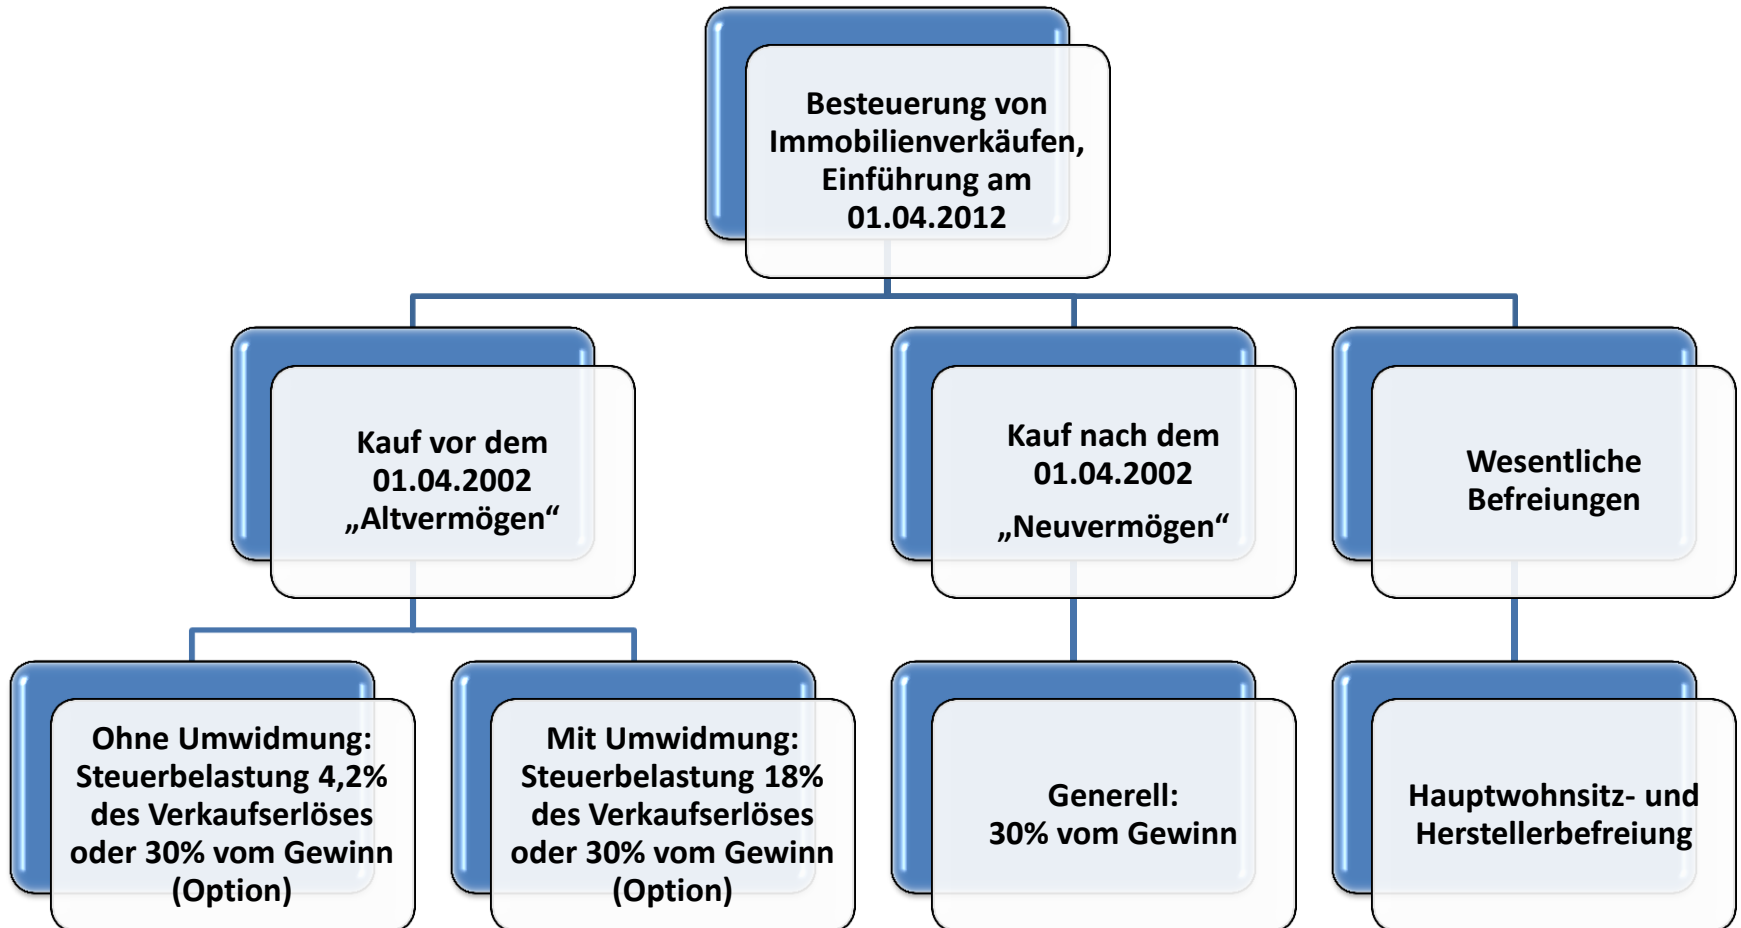 Besteuerung von
Immobilienverkäufen,
Einführung am
01.04.2012
Kauf vor dem
01.04.2002
„Altvermögen“
Kauf nach dem
01.04.2002
„Neuvermögen“
Wesentliche
Befreiungen
Ohne Umwidmung:
Steuerbelastung 4,2%
des Verkaufserlöses
oder 30% vom Gewinn
(Option)
Mit Umwidmung:
Steuerbelastung 18%
des Verkaufserlöses
oder 30% vom Gewinn
(Option)
Generell:
30% vom Gewinn
Hauptwohnsitz- und
Herstellerbefreiung